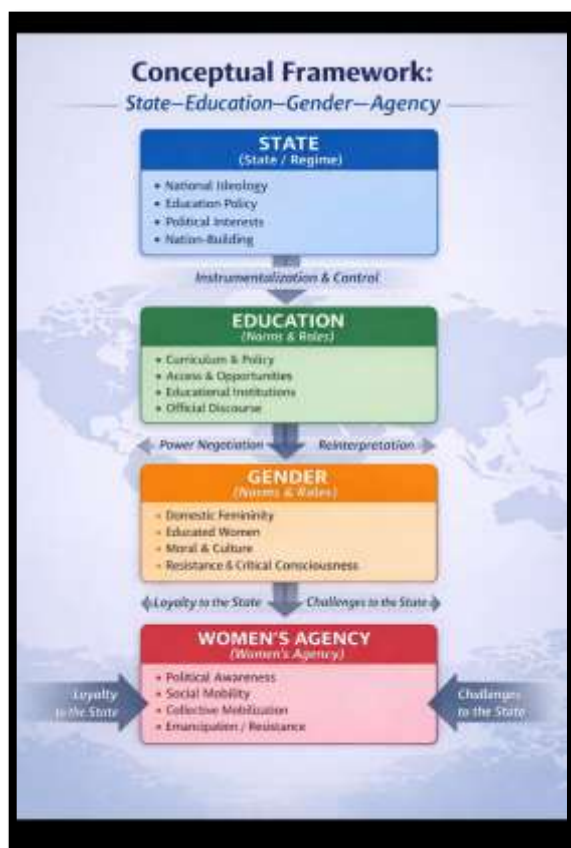 Conceptual Framework:
State–Education–Gender–Agency
STATE
(State / Regime)
• National Ideology
• Education Policy
• Political Interests
• Nation-Building
Instrumentalization & Control
EDUCATION
(Norms & Roles)
• Curriculum & Policy
• Access & Opportunities
• Educational Institutions
• Official Discourse
Power Negotiation Reinterpretation
GENDER
(Norms & Roles)
• Domestic Femininity
• Educated Women
• Moral & Culture
• Resistance & Critical Consciousness
Loyalty to the State Challenges to the State
WOMEN'S AGENCY
(Women's Agency)
• Political Awareness
• Social Mobility
• Collective Mobilization
• Emancipation / Resistance
Loyalty
to the State
Challenges
to the State